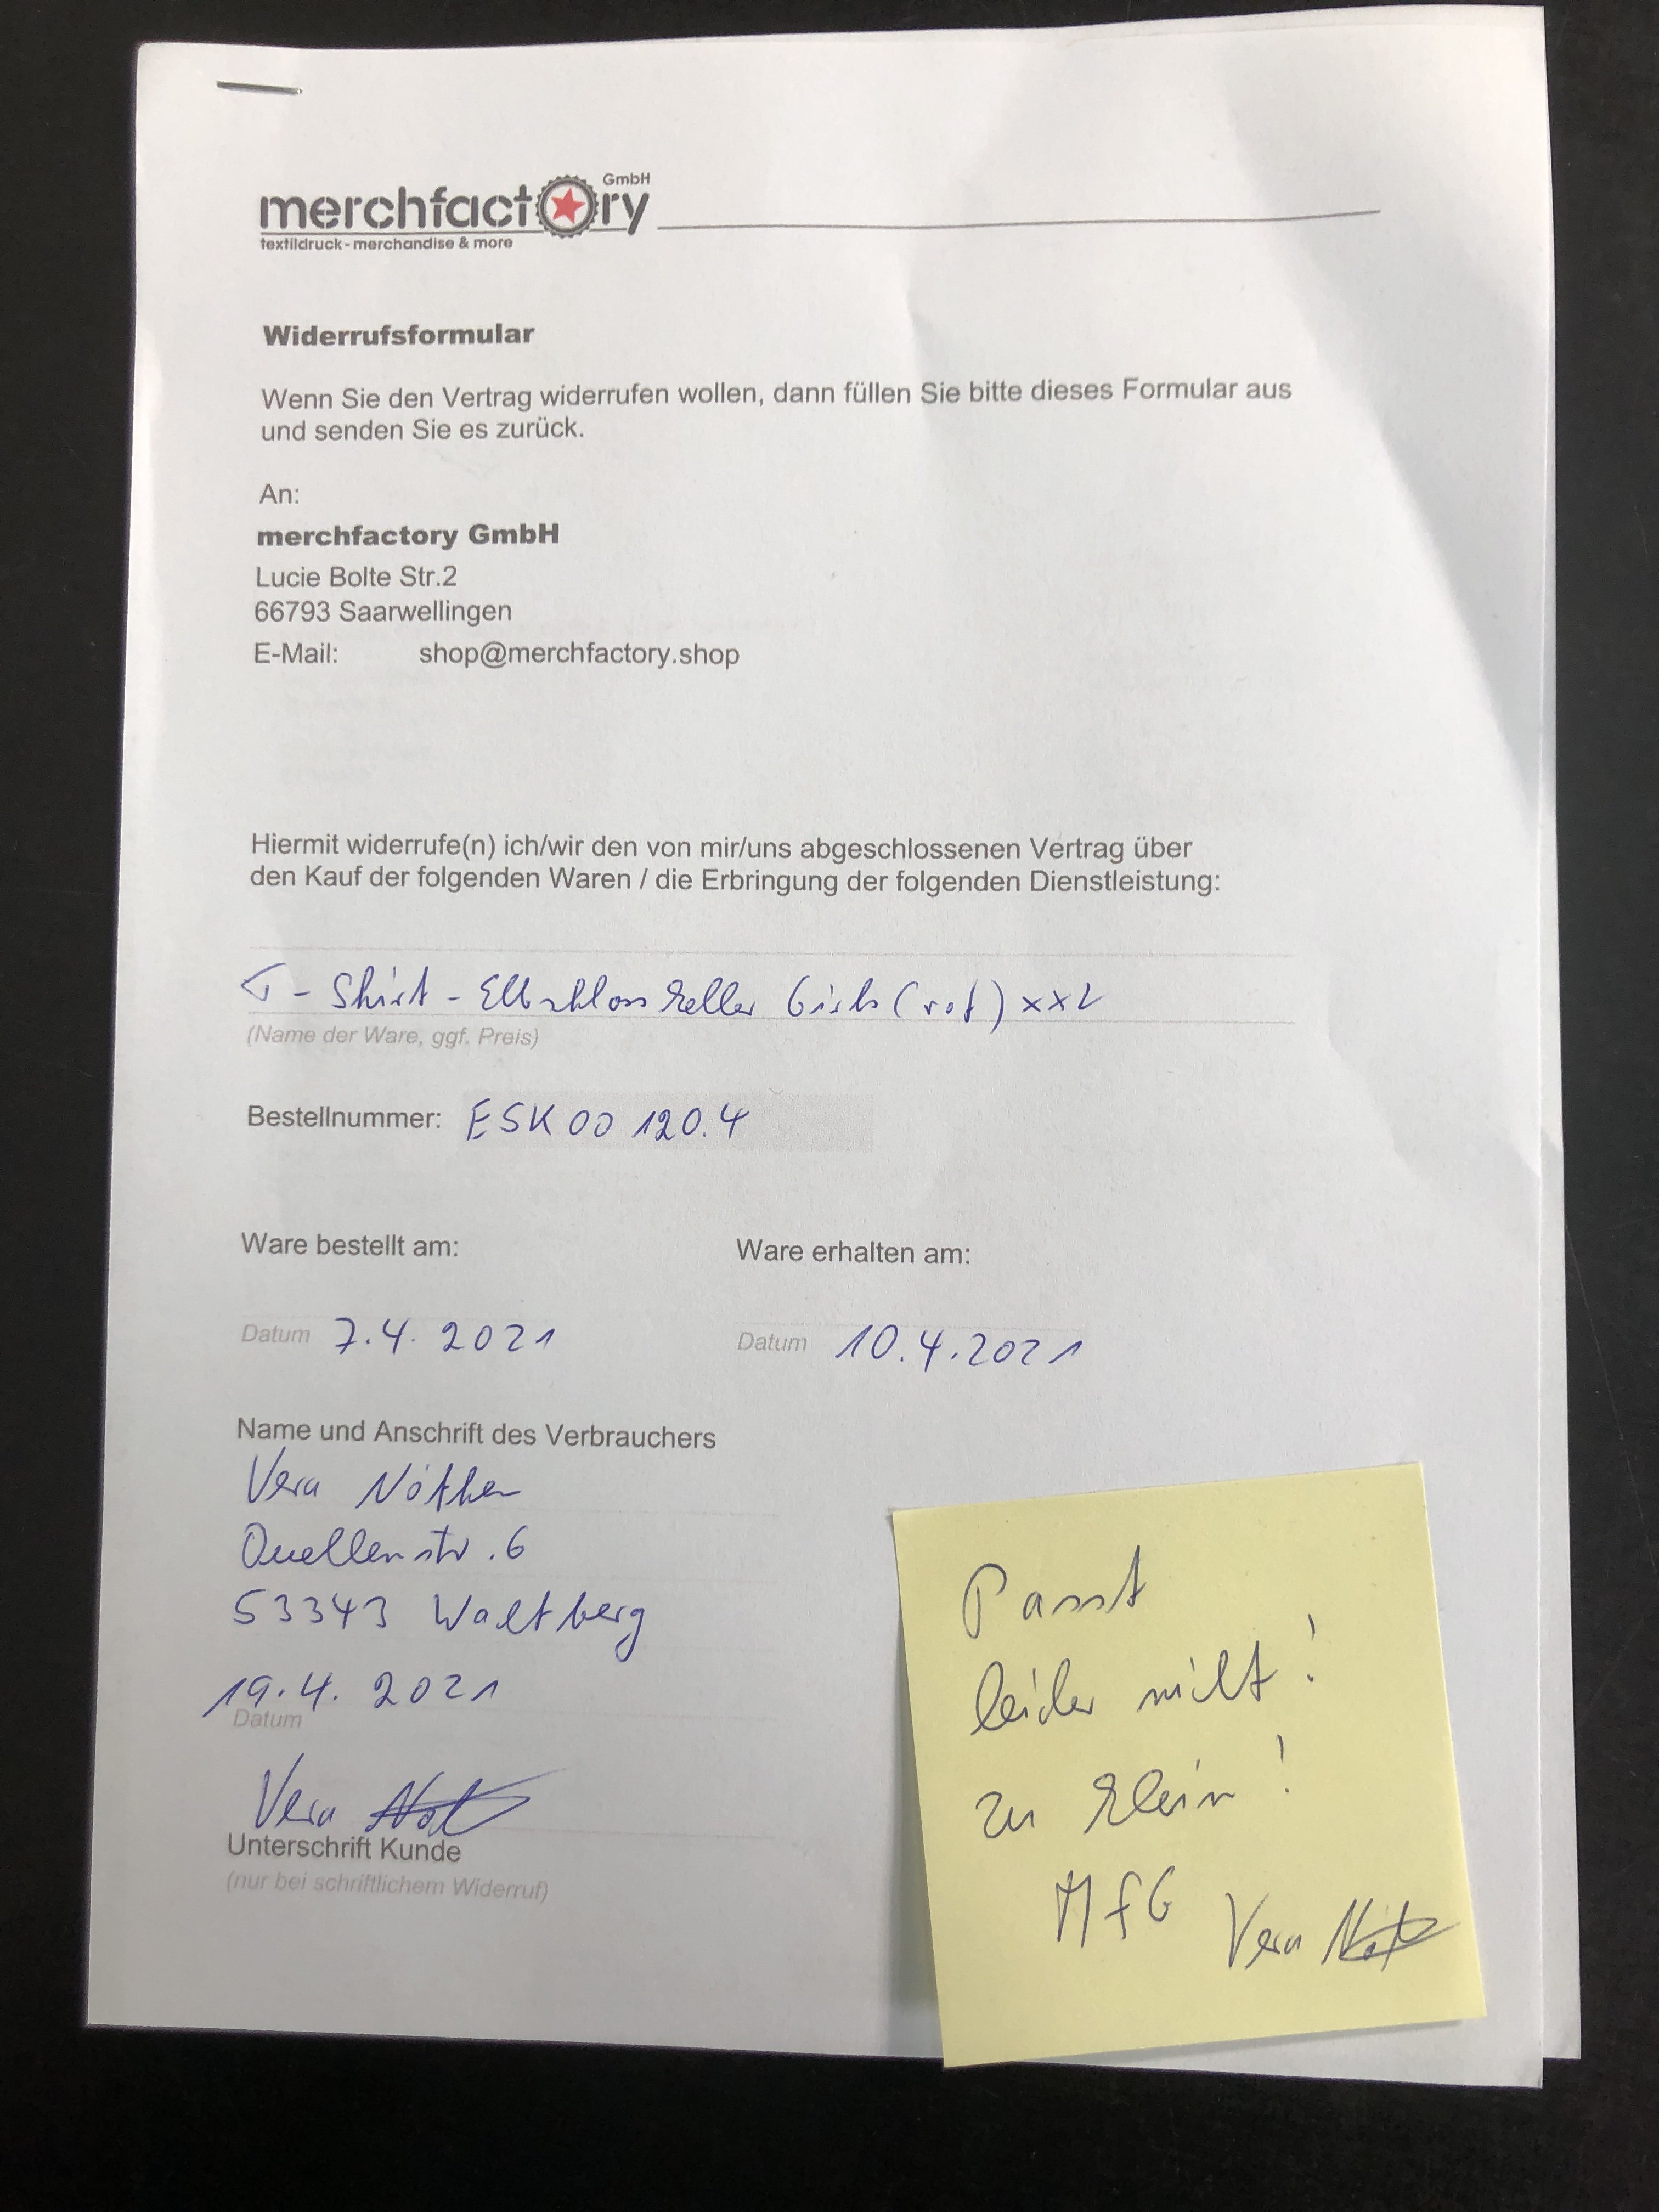 merchfactory GmbH
textildruck - merchandise & more
Widerrufsformular
Wenn Sie den Vertrag widerrufen wollen, dann füllen Sie bitte dieses Formular aus
und senden Sie es zurück.
An:
merchfactory GmbH
Lucie Bolte Str.2
66793 Saarwellingen
E-Mail: shop@merchfactory.shop
Hiermit widerrufe(n) ich/wir den von mir/uns abgeschlossenen Vertrag über
den Kauf der folgenden Waren / die Erbringung der folgenden Dienstleistung:
T-Shirt - Elbschlosskeller Girls (rot) XXL
(Name der Ware, ggf. Preis)
Bestellnummer: ESK00120.4
Ware bestellt am: Ware erhalten am:
Datum 7.4.2021 Datum 10.4.2021
Name und Anschrift des Verbrauchers
Vera Nöthen
Quellenstr. 6
53343 Waltberg
19.4.2021
Datum
Vera
Unterschrift Kunde
(nur bei schriftlichem Widerruf)
Passt
leider nicht!
zu klein!
MfG Vera